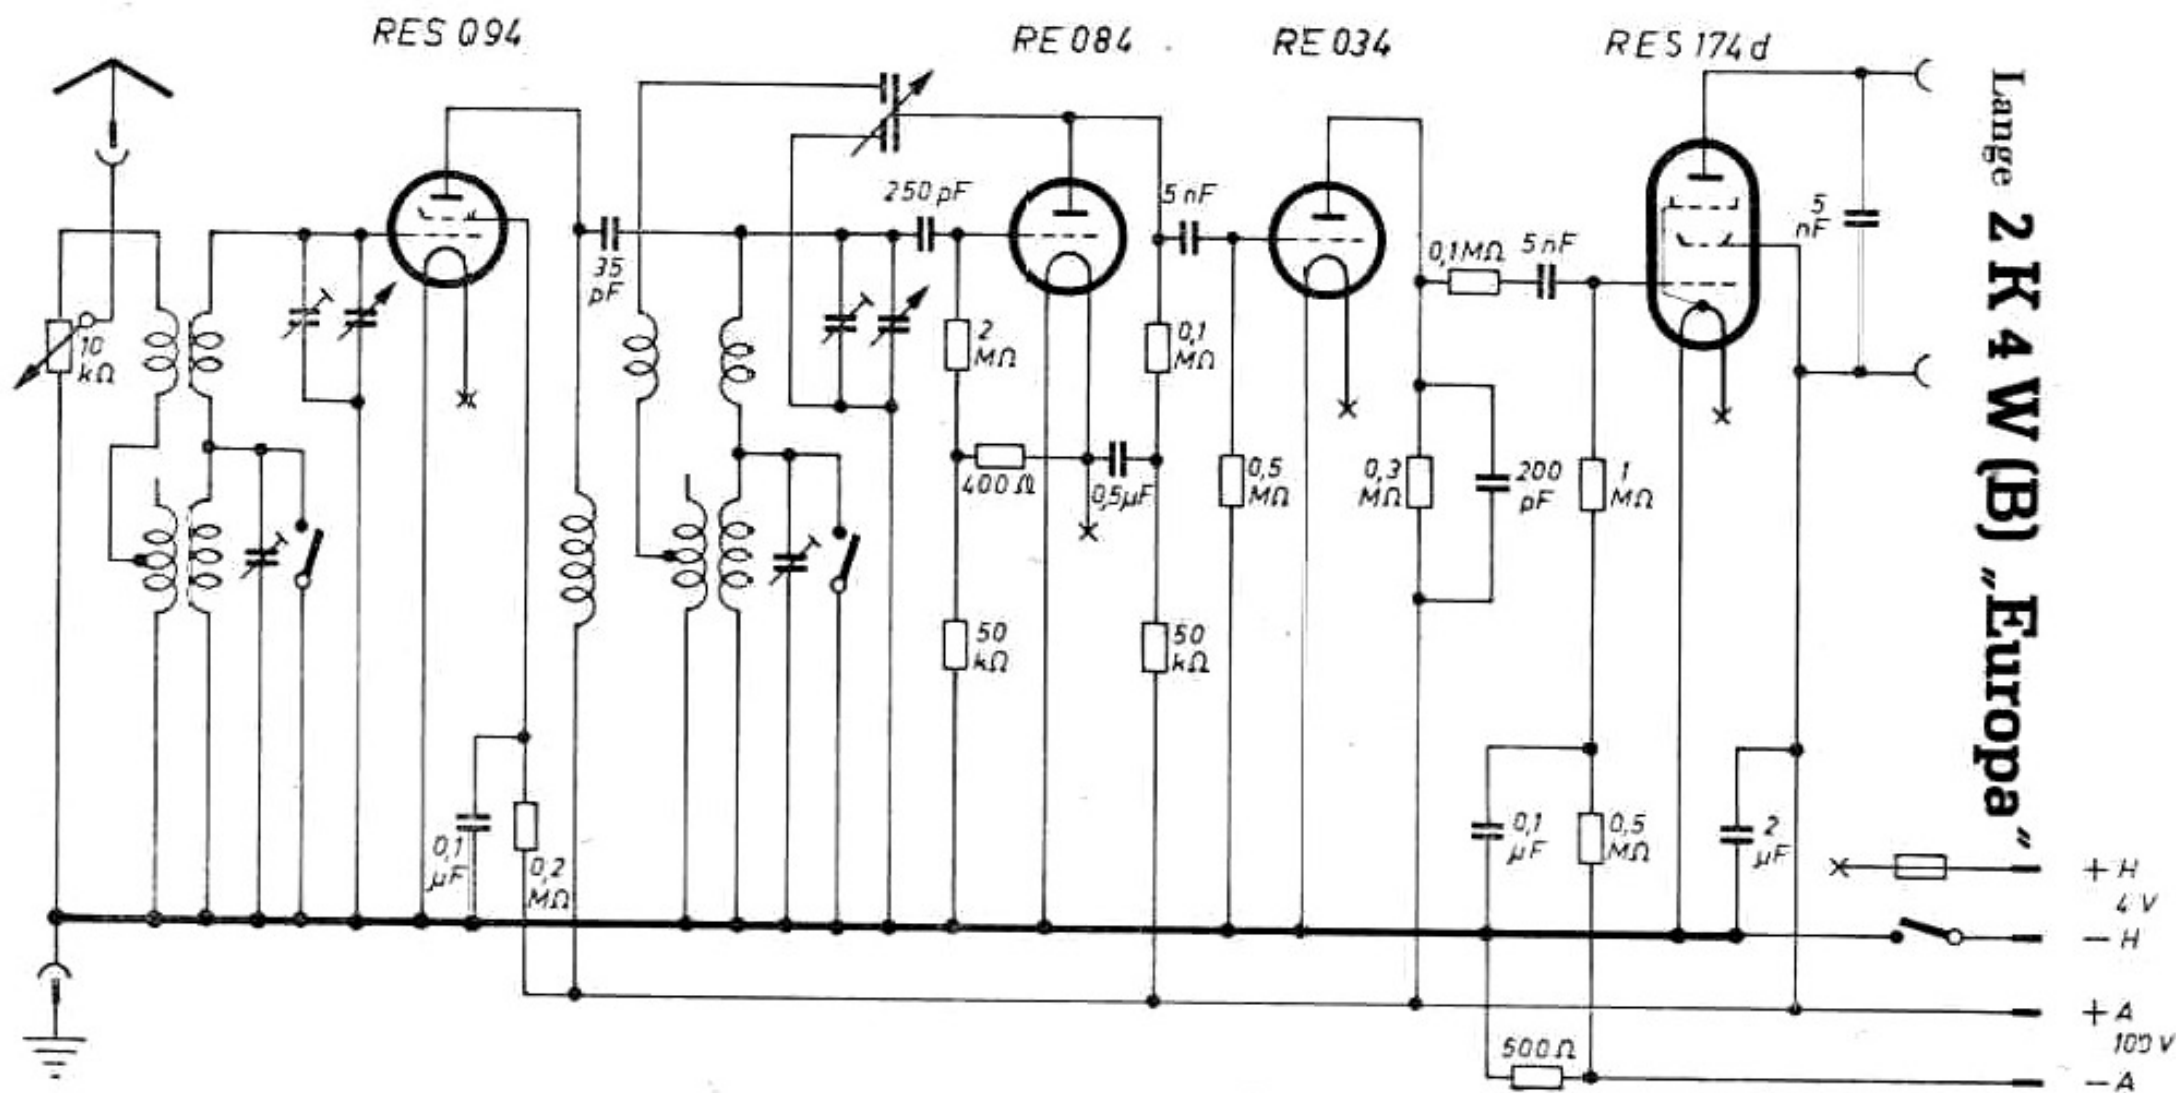 RES 094
RE 084
RE 034
RES 174d
Lange 2 K 4 W (B) „Europa“
10
kΩ
35
pF
250 pF
5 nF
0,1MΩ
5 nF
5
nF
2
MΩ
0,1
MΩ
400 Ω
0,5µF
0,5
MΩ
0,3
MΩ
200
pF
1
MΩ
50
kΩ
50
kΩ
0,1
µF
0,2
MΩ
0,1
µF
0,5
MΩ
2
µF
500Ω
+ H
4 V
– H
+ A
100 V
– A